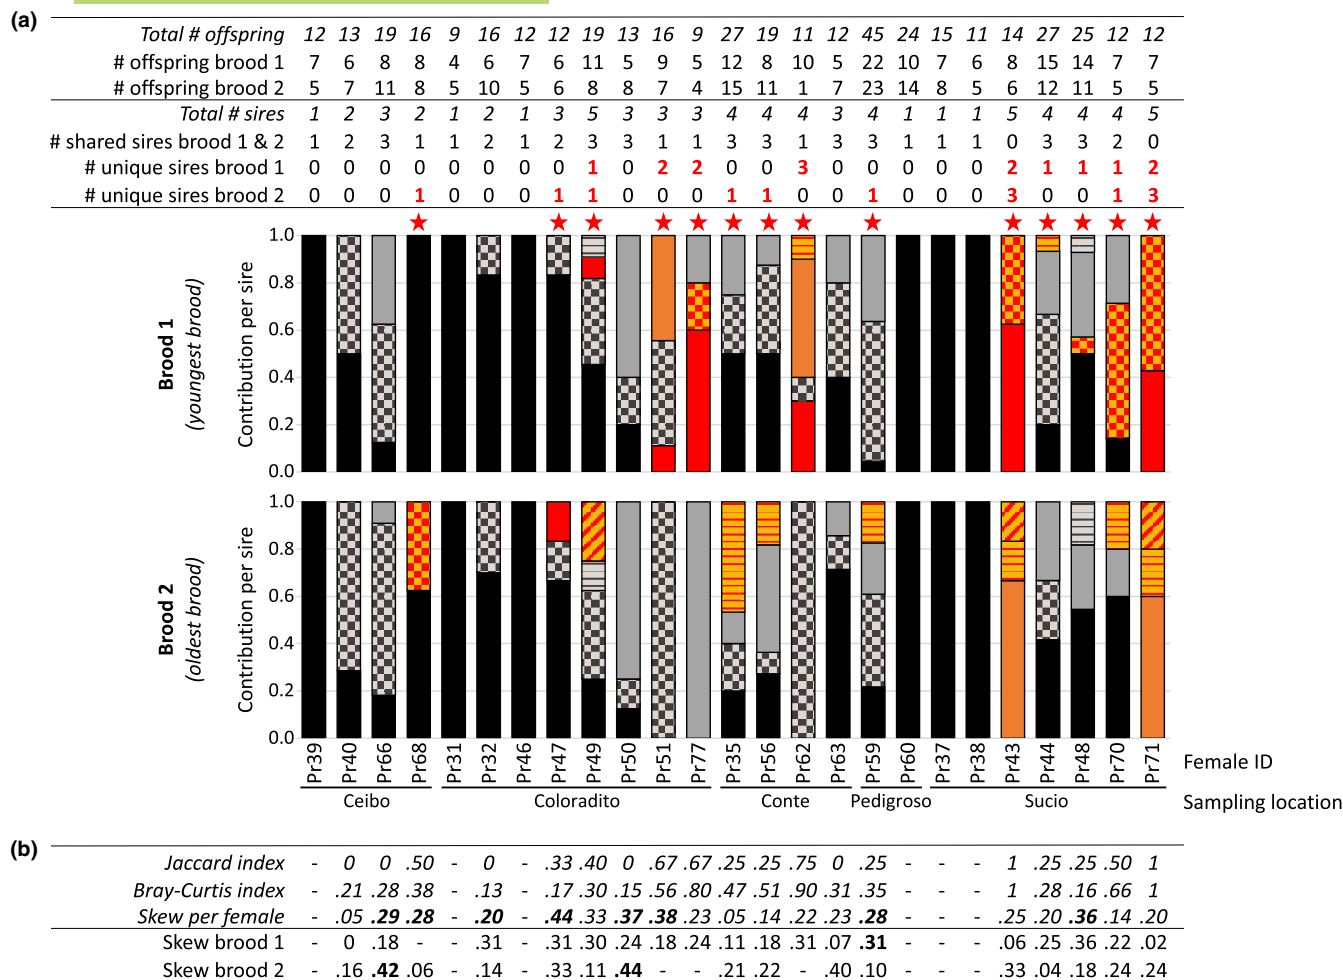 (a)
Total # offspring 12 13 19 16 9 16 12 12 19 13 16 9 27 19 11 12 45 24 15 11 14 27 25 12 12
# offspring brood 1 7 6 8 8 4 6 7 6 11 5 9 5 12 8 10 5 22 10 7 6 8 15 14 7 7
# offspring brood 2 5 7 11 8 5 10 5 6 8 8 7 4 15 11 1 7 23 14 8 5 6 12 11 5 5
Total # sires 1 2 3 2 1 2 1 3 5 3 3 3 4 4 4 3 4 1 1 1 5 4 4 4 5
# shared sires brood 1 & 2 1 2 3 1 1 2 1 2 3 3 1 1 3 3 1 3 3 1 1 1 0 3 3 2 0
# unique sires brood 1 0 0 0 0 0 0 0 0 1 0 2 2 0 0 3 0 0 0 0 0 2 1 1 1 2
# unique sires brood 2 0 0 0 1 0 0 0 1 1 0 0 0 1 1 0 0 1 0 0 0 3 0 0 1 3
Brood 1
(youngest brood)
Contribution per sire
1.0
0.8
0.6
0.4
0.2
0.0
Brood 2
(oldest brood)
Contribution per sire
1.0
0.8
0.6
0.4
0.2
0.0
Pr39 Pr40 Pr66 Pr68 Pr31 Pr32 Pr46 Pr47 Pr49 Pr50 Pr51 Pr77 Pr35 Pr56 Pr62 Pr63 Pr59 Pr60 Pr37 Pr38 Pr43 Pr44 Pr48 Pr70 Pr71 Female ID
Ceibo Coloradito Conte Pedigroso Sucio Sampling location
(b)
Jaccard index - 0 0 .50 - 0 - .33 .40 0 .67 .67 .25 .25 .75 0 .25 - - - 1 .25 .25 .50 1
Bray-Curtis index - .21 .28 .38 - .13 - .17 .30 .15 .56 .80 .47 .51 .90 .31 .35 - - - 1 .28 .16 .66 1
Skew per female - .05 .29 .28 - .20 - .44 .33 .37 .38 .23 .05 .14 .22 .23 .28 - - - .25 .20 .36 .14 .20
Skew brood 1 - 0 .18 - - .31 - .31 .30 .24 .18 .24 .11 .18 .31 .07 .31 - - - .06 .25 .36 .22 .02
Skew brood 2 - .16 .42 .06 - .14 - .33 .11 .44 - - .21 .22 - .40 .10 - - - .33 .04 .18 .24 .24